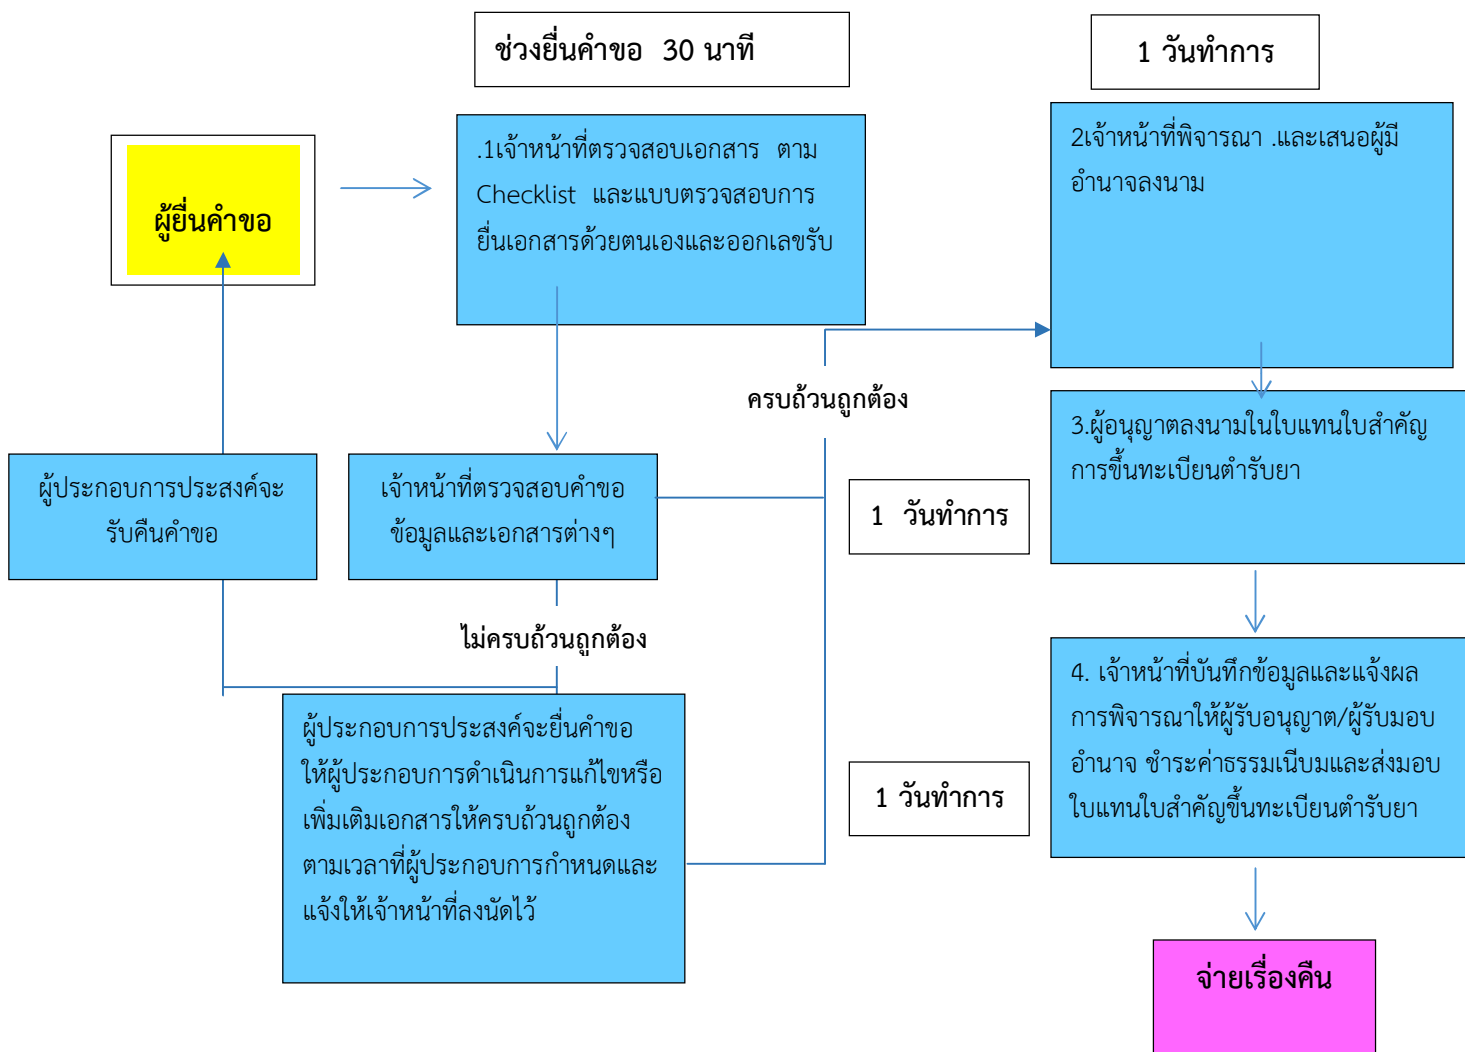 ช่วงยื่นคำขอ 30 นาที
1 วันทำการ
ผู้ยื่นคำขอ
.1เจ้าหน้าที่ตรวจสอบเอกสาร ตาม
Checklist และแบบตรวจสอบการ
ยื่นเอกสารด้วยตนเองและออกเลขรับ
2เจ้าหน้าที่พิจารณา .และเสนอผู้มี
อำนาจลงนาม
ครบถ้วนถูกต้อง
3.ผู้อนุญาตลงนามในใบแทนใบสำคัญ
การขึ้นทะเบียนตำรับยา
ผู้ประกอบการประสงค์จะ
รับคืนคำขอ
เจ้าหน้าที่ตรวจสอบคำขอ
ข้อมูลและเอกสารต่างๆ
1 วันทำการ
ไม่ครบถ้วนถูกต้อง
4. เจ้าหน้าที่บันทึกข้อมูลและแจ้งผล
การพิจารณาให้ผู้รับอนุญาต/ผู้รับมอบ
อำนาจ ชำระค่าธรรมเนีบมและส่งมอบ
ใบแทนใบสำคัญขึ้นทะเบียนตำรับยา
ผู้ประกอบการประสงค์จะยื่นคำขอ
ให้ผู้ประกอบการดำเนินการแก้ไขหรือ
เพิ่มเติมเอกสารให้ครบถ้วนถูกต้อง
ตามเวลาที่ผู้ประกอบการกำหนดและ
แจ้งให้เจ้าหน้าที่ลงนัดไว้
1 วันทำการ
จ่ายเรื่องคืน